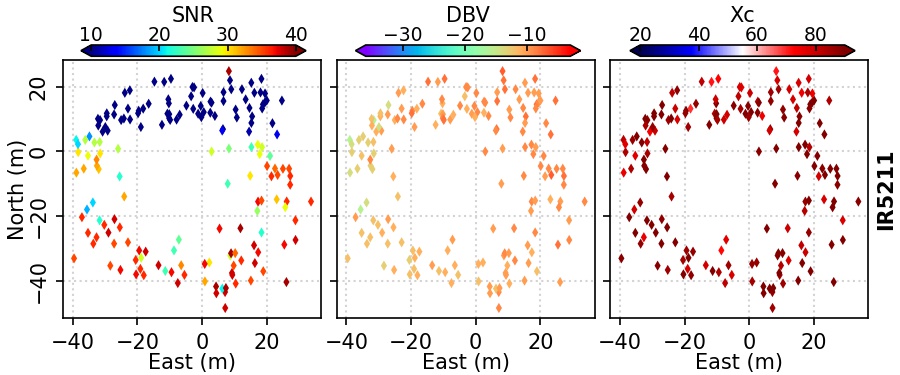 SNR DBV Xc
10 20 30 40 −30 −20 −10 20 40 60 80
20
0
−20
−40
North (m)
IR5211
−40 −20 0 20 −40 −20 0 20 −40 −20 0 20
East (m) East (m) East (m)